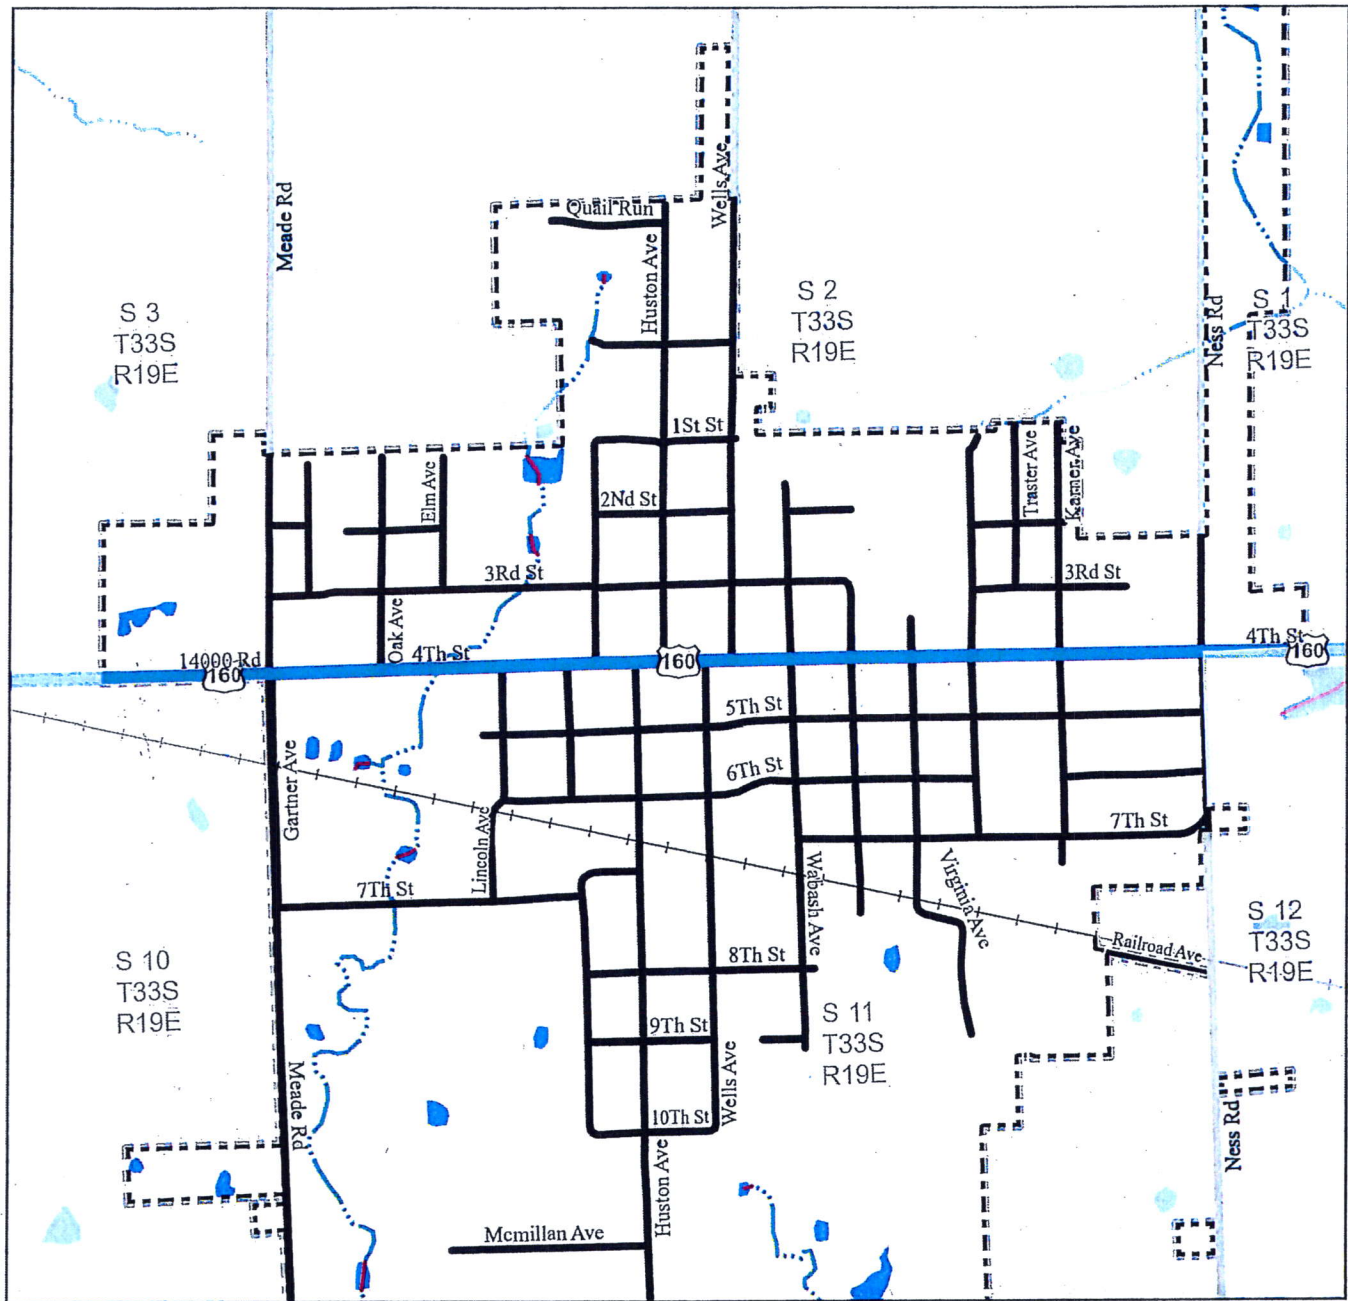 Meade Rd
Wells Ave
Quail Run
Huston Ave
S 3
T33S
R19E
S 2
T33S
R19E
Ness Rd
S 1
T33S
R19E
1St St
Elm Ave
2Nd St
Traster Ave
3Rd St
3Rd St
Oak Ave
14000 Rd
160
4Th St
160
4Th St
160
5Th St
Gartner Ave
6Th St
Lincoln Ave
7Th St
7Th St
Wabash Ave
Virginia Ave
S 10
T33S
R19E
8Th St
Railroad Ave
S 12
T33S
R19E
9Th St
S 11
T33S
R19E
Meade Rd
Wells Ave
10Th St
Ness Rd
Huston Ave
Mcmillan Ave